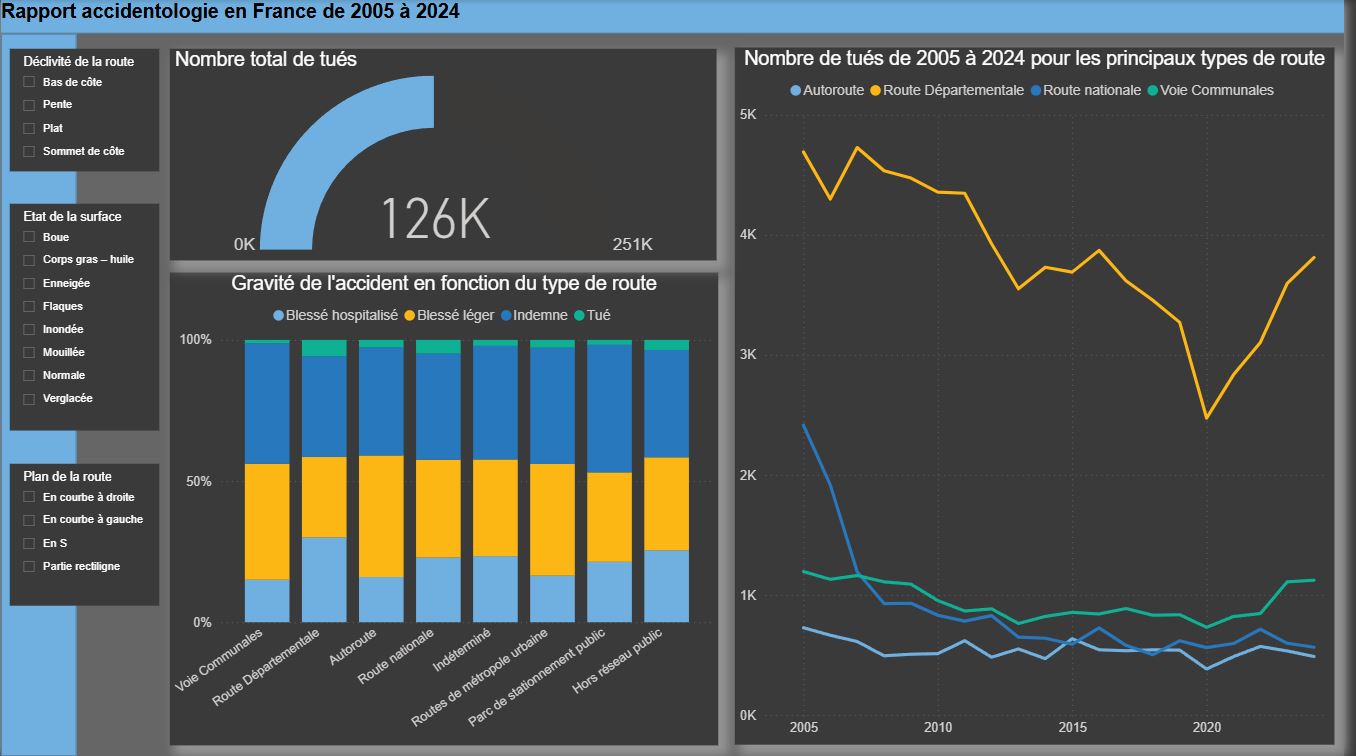 Rapport accidentologie en France de 2005 à 2024
Déclivité de la route
Bas de côte
Pente
Plat
Sommet de côte
Etat de la surface
Boue
Corps gras – huile
Enneigée
Flaques
Inondée
Mouillée
Normale
Verglacée
Plan de la route
En courbe à droite
En courbe à gauche
En S
Partie rectiligne
Nombre total de tués
126K
0K
251K
Gravité de l'accident en fonction du type de route
Blessé hospitalisé Blessé léger Indemne Tué
100%
50%
0%
Voie Communales
Route Départementale
Autoroute
Route nationale
Indéterminé
Routes de métropole urbaine
Parc de stationnement public
Hors réseau public
Nombre de tués de 2005 à 2024 pour les principaux types de route
Autoroute Route Départementale Route nationale Voie Communales
5K
4K
3K
2K
1K
0K
2005 2010 2015 2020